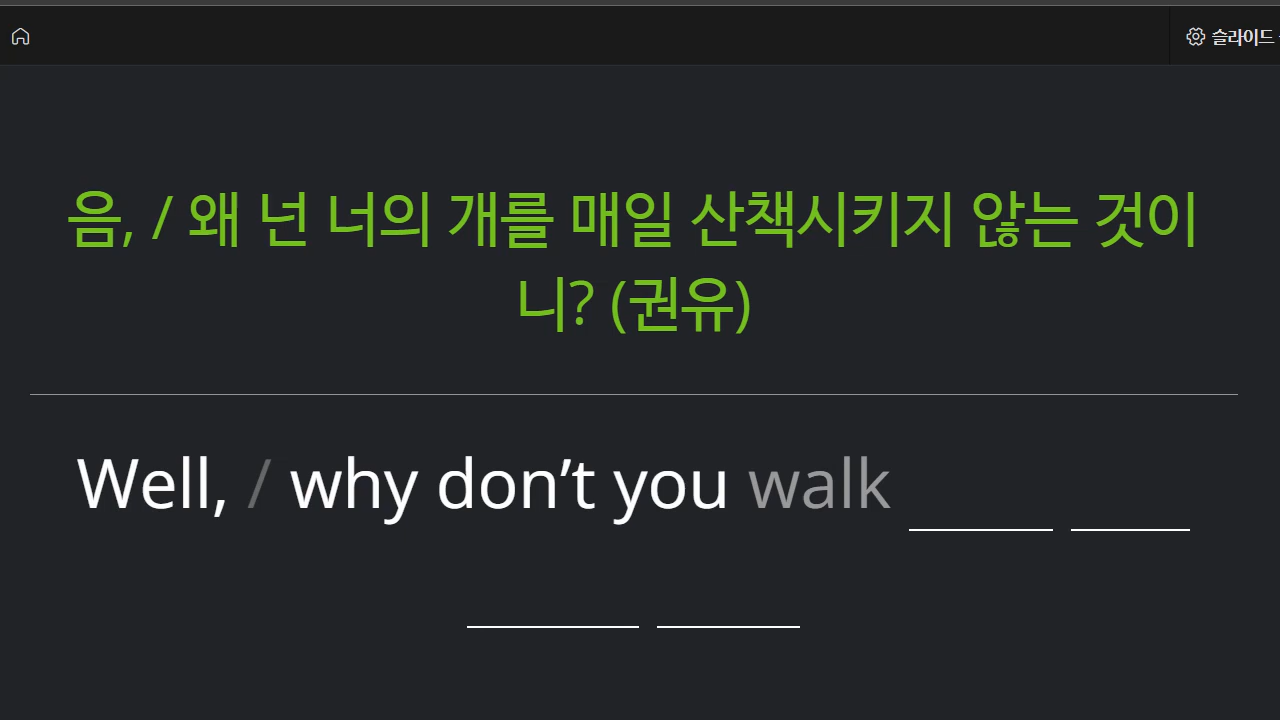 슬라이드
음, / 왜 넌 너의 개를 매일 산책시키지 않는 것이
니? (권유)
Well, / why don’t you walk